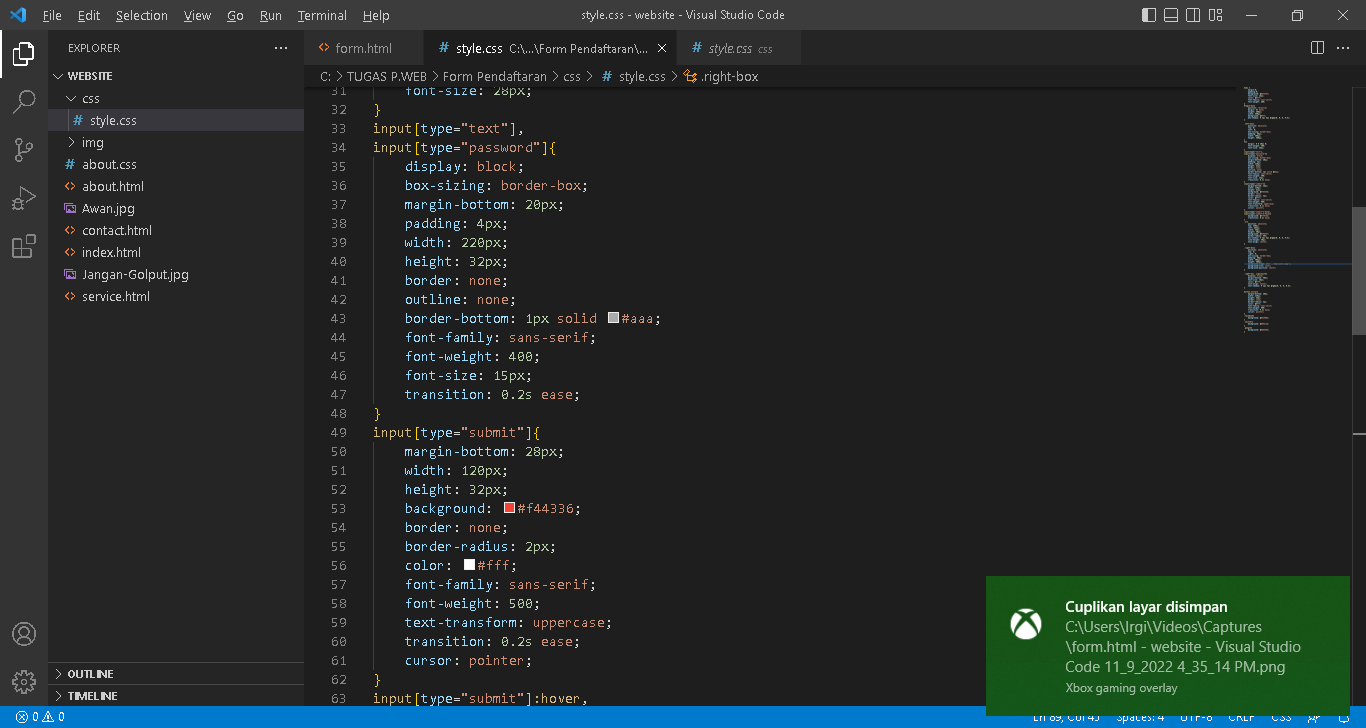 File Edit Selection View Go Run Terminal Help
style.css - website - Visual Studio Code
EXPLORER
WEBSITE
css
# style.css
img
# about.css
<> about.html
Awan.jpg
<> contact.html
<> index.html
Jangan-Golput.jpg
<> service.html
OUTLINE
TIMELINE
<> form.html
# style.css C:\...\Form Pendaftaran\...
# style.css css
C: > TUGAS P.WEB > Form Pendaftaran > css > # style.css > .right-box
31 font-size: 28px;
32 }
33 input[type="text"],
34 input[type="password"]{
35 display: block;
36 box-sizing: border-box;
37 margin-bottom: 20px;
38 padding: 4px;
39 width: 220px;
40 height: 32px;
41 border: none;
42 outline: none;
43 border-bottom: 1px solid #aaa;
44 font-family: sans-serif;
45 font-weight: 400;
46 font-size: 15px;
47 transition: 0.2s ease;
48 }
49 input[type="submit"]{
50 margin-bottom: 28px;
51 width: 120px;
52 height: 32px;
53 background: #f44336;
54 border: none;
55 border-radius: 2px;
56 color: #fff;
57 font-family: sans-serif;
58 font-weight: 500;
59 text-transform: uppercase;
60 transition: 0.2s ease;
61 cursor: pointer;
62 }
63 input[type="submit"]:hover,
Cuplikan layar disimpan
C:\Users\Irgi\Videos\Captures
\form.html - website - Visual Studio
Code 11_9_2022 4_35_14 PM.png
Xbox gaming overlay
0 0
Spaces: 4 UTF-8 CRLF CSS